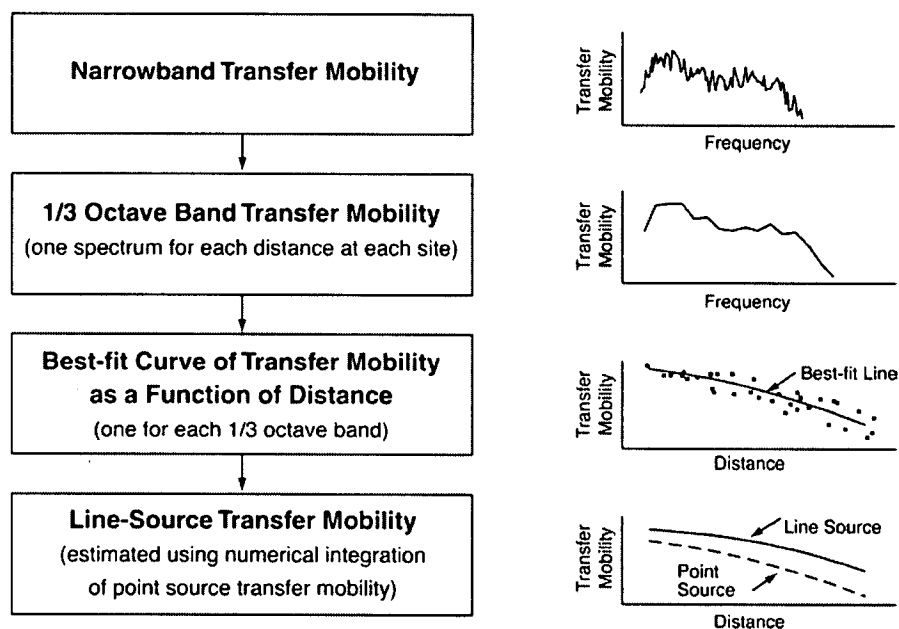 Narrowband Transfer Mobility
Transfer
Mobility
Frequency
1/3 Octave Band Transfer Mobility
(one spectrum for each distance at each site)
Transfer
Mobility
Frequency
Best-fit Curve of Transfer Mobility
as a Function of Distance
(one for each 1/3 octave band)
Transfer
Mobility
Best-fit Line
Distance
Line-Source Transfer Mobility
(estimated using numerical integration
of point source transfer mobility)
Transfer
Mobility
Line Source
Point
Source
Distance